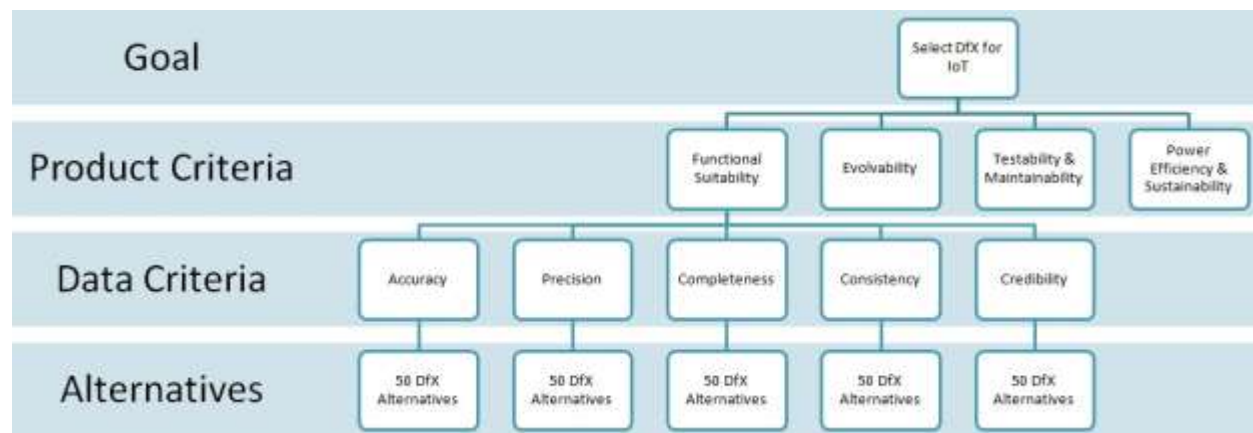 Goal
Select DfX for
IoT
Product Criteria
Functional
Suitability
Evolvability
Testability &
Maintainability
Power
Efficiency &
Sustainability
Data Criteria
Accuracy
Precision
Completeness
Consistency
Credibility
Alternatives
50 DfX
Alternatives
50 DfX
Alternatives
50 DfX
Alternatives
50 DfX
Alternatives
50 DfX
Alternatives